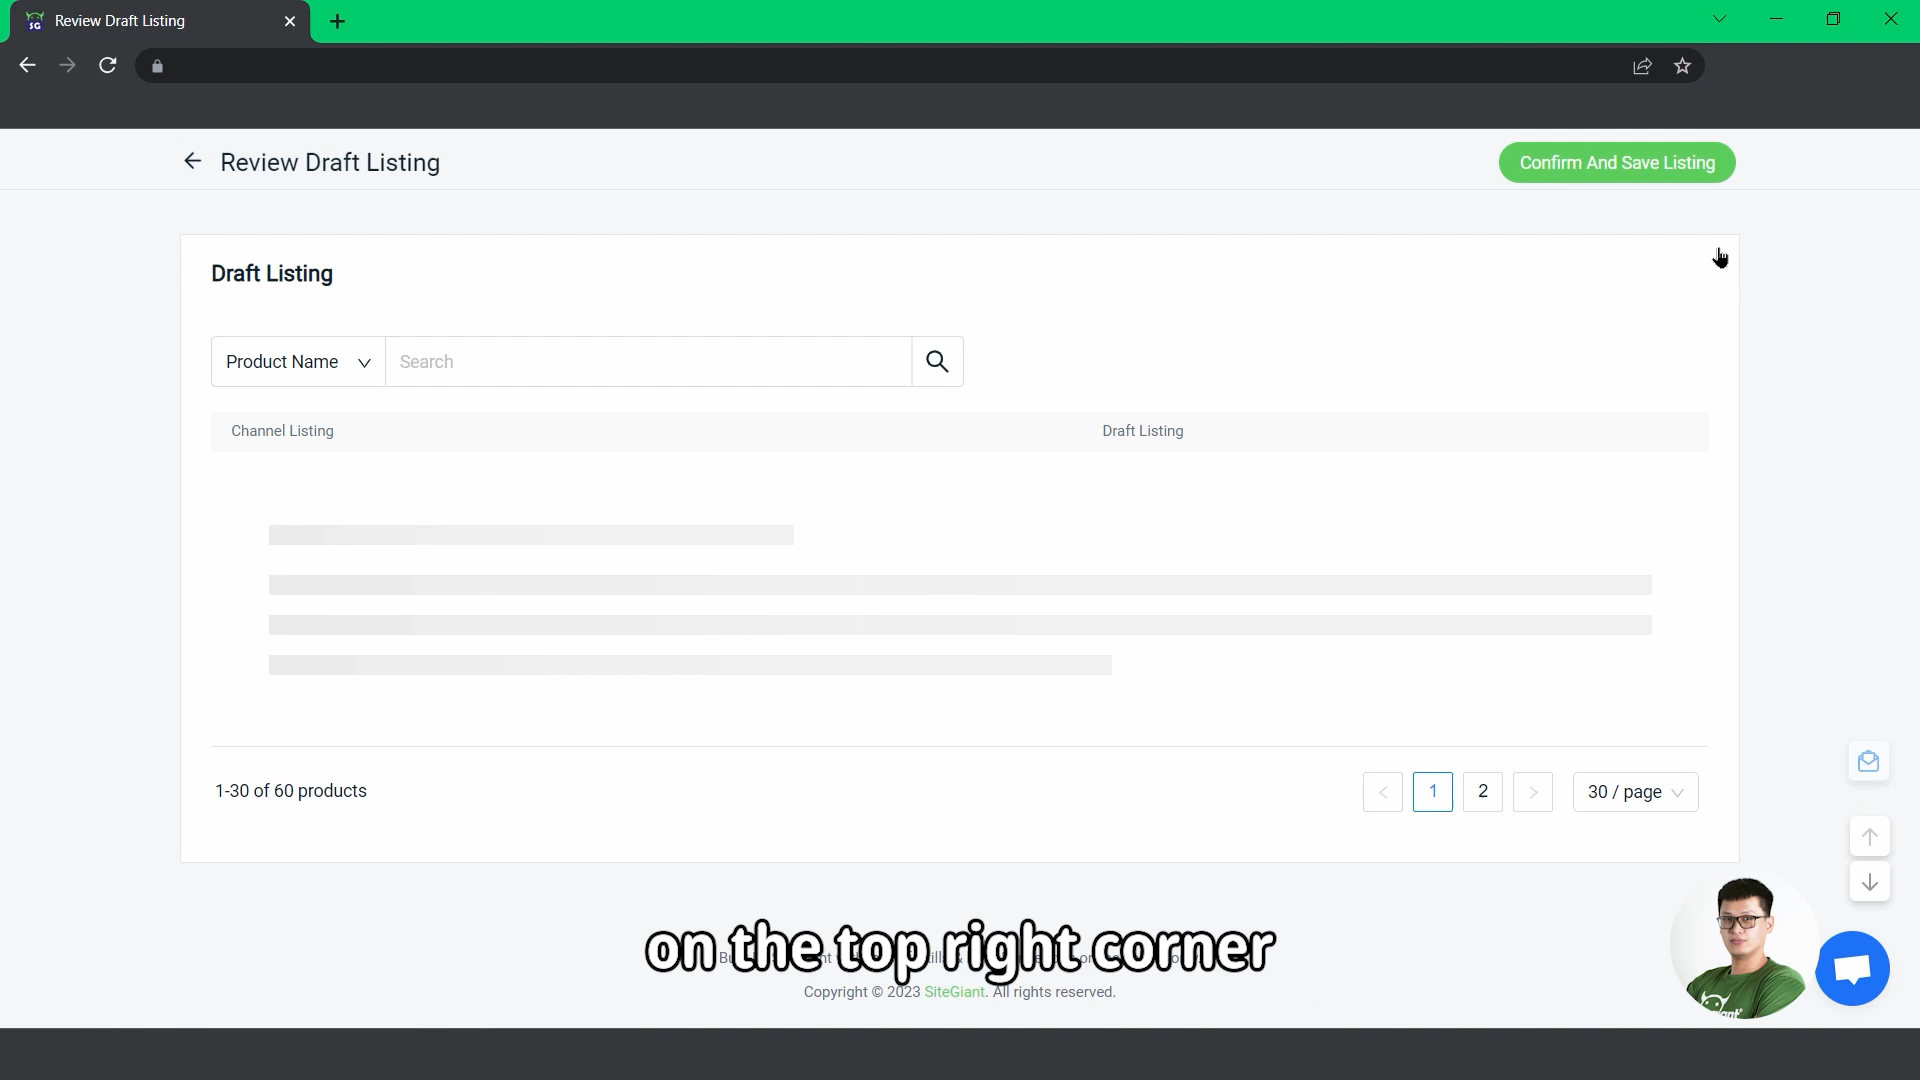 Review Draft Listing
Review Draft Listing
Confirm And Save Listing
Draft Listing
Product Name
Search
Channel Listing
Draft Listing
1-30 of 60 products
1
2
30 / page
on the top right corner
Copyright © 2023 SiteGiant. All rights reserved.